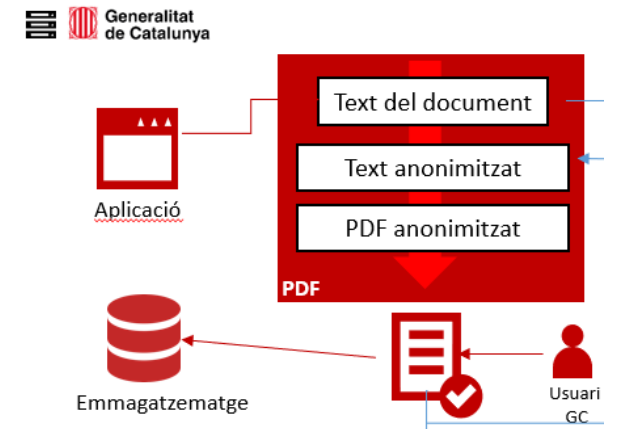 Generalitat
de Catalunya
Text del document
Text anonimitzat
Aplicació
PDF anonimitzat
PDF
Emmagatzematge
Usuari
GC